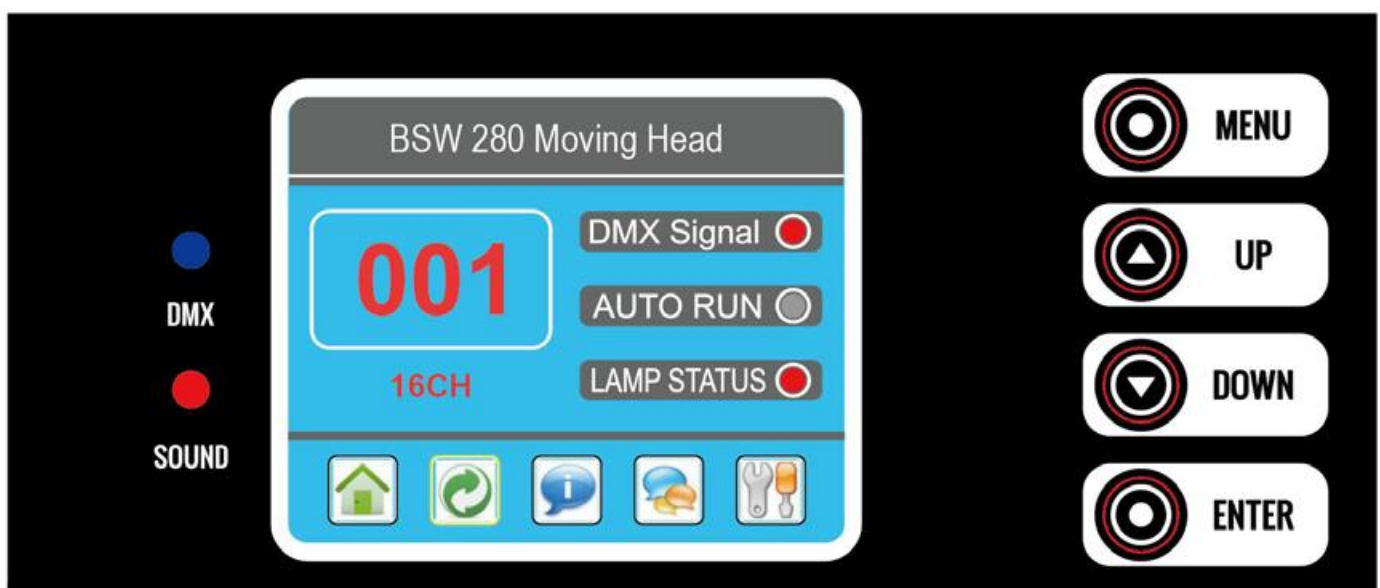 BSW 280 Moving Head
001
16CH
DMX Signal
AUTO RUN
LAMP STATUS
i
DMX
SOUND
MENU
UP
DOWN
ENTER